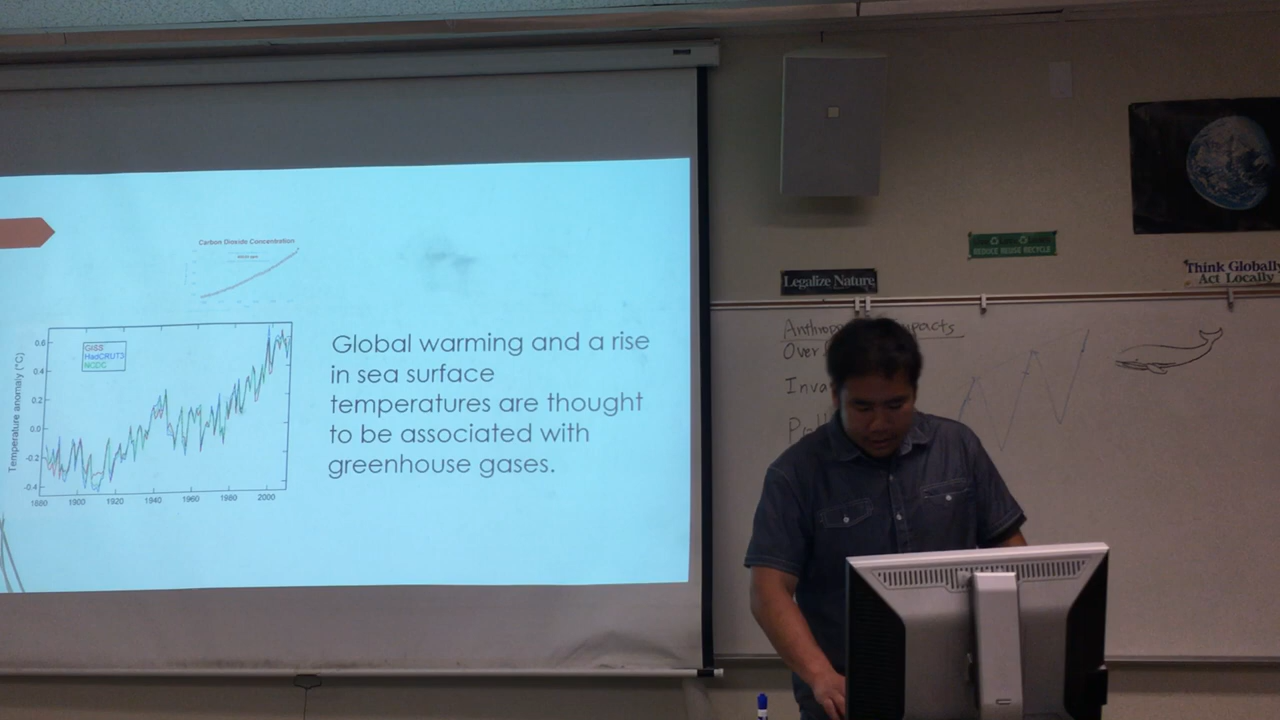 Carbon Dioxide Concentration
GISS
HadCRUT3
NCDC
Temperature anomaly (°C)
0.6
0.4
0.2
0.0
-0.2
-0.4
1880 1900 1920 1940 1960 1980 2000
Global warming and a rise
in sea surface
temperatures are thought
to be associated with
greenhouse gases.
REDUCE REUSE RECYCLE
Legalize Nature
Think Globally
Act Locally
Over
Inva